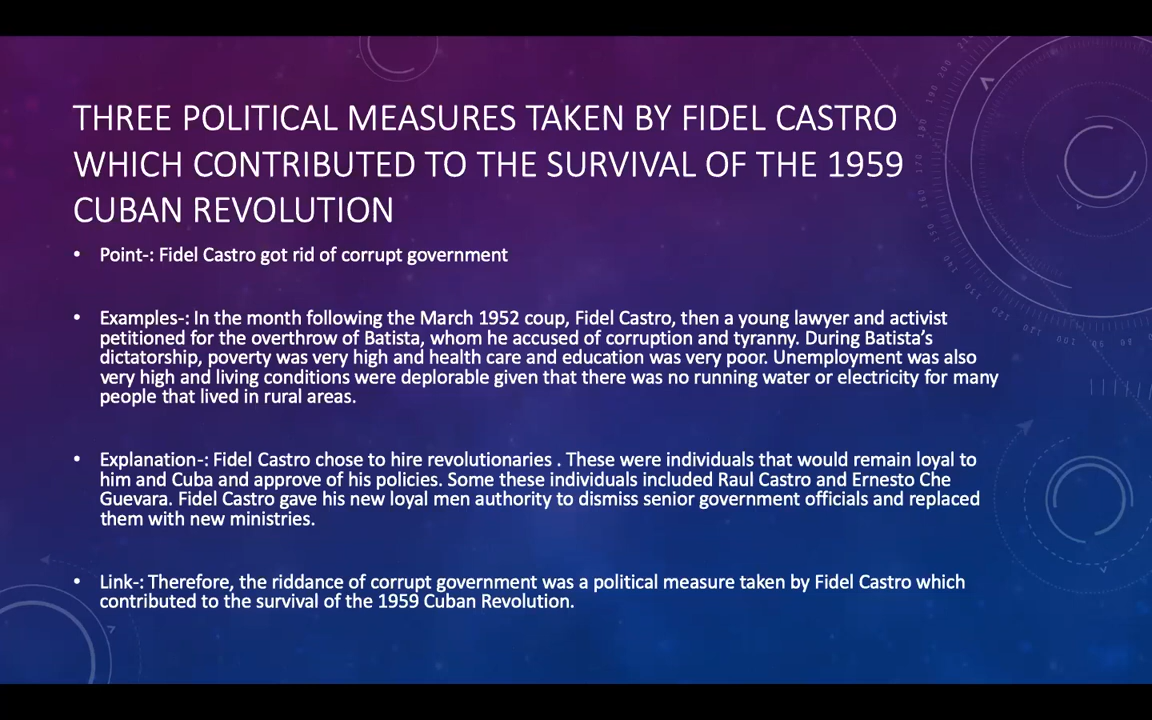 THREE POLITICAL MEASURES TAKEN BY FIDEL CASTRO
WHICH CONTRIBUTED TO THE SURVIVAL OF THE 1959
CUBAN REVOLUTION
• Point-: Fidel Castro got rid of corrupt government
• Examples-: In the month following the March 1952 coup, Fidel Castro, then a young lawyer and activist
petitioned for the overthrow of Batista, whom he accused of corruption and tyranny. During Batista’s
dictatorship, poverty was very high and health care and education was very poor. Unemployment was also
very high and living conditions were deplorable given that there was no running water or electricity for many
people that lived in rural areas.
• Explanation-: Fidel Castro chose to hire revolutionaries . These were individuals that would remain loyal to
him and Cuba and approve of his policies. Some these individuals included Raul Castro and Ernesto Che
Guevara. Fidel Castro gave his new loyal men authority to dismiss senior government officials and replaced
them with new ministries.
• Link-: Therefore, the riddance of corrupt government was a political measure taken by Fidel Castro which
contributed to the survival of the 1959 Cuban Revolution.